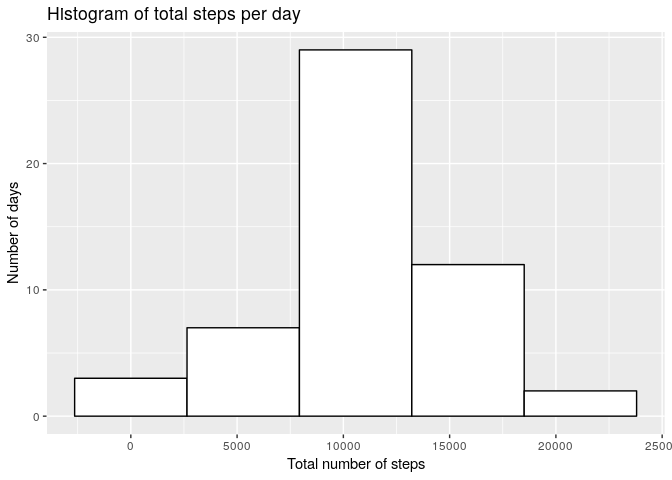 Histogram of total steps per day
30
20
10
0
Number of days
0 5000 10000 15000 20000 2500
Total number of steps